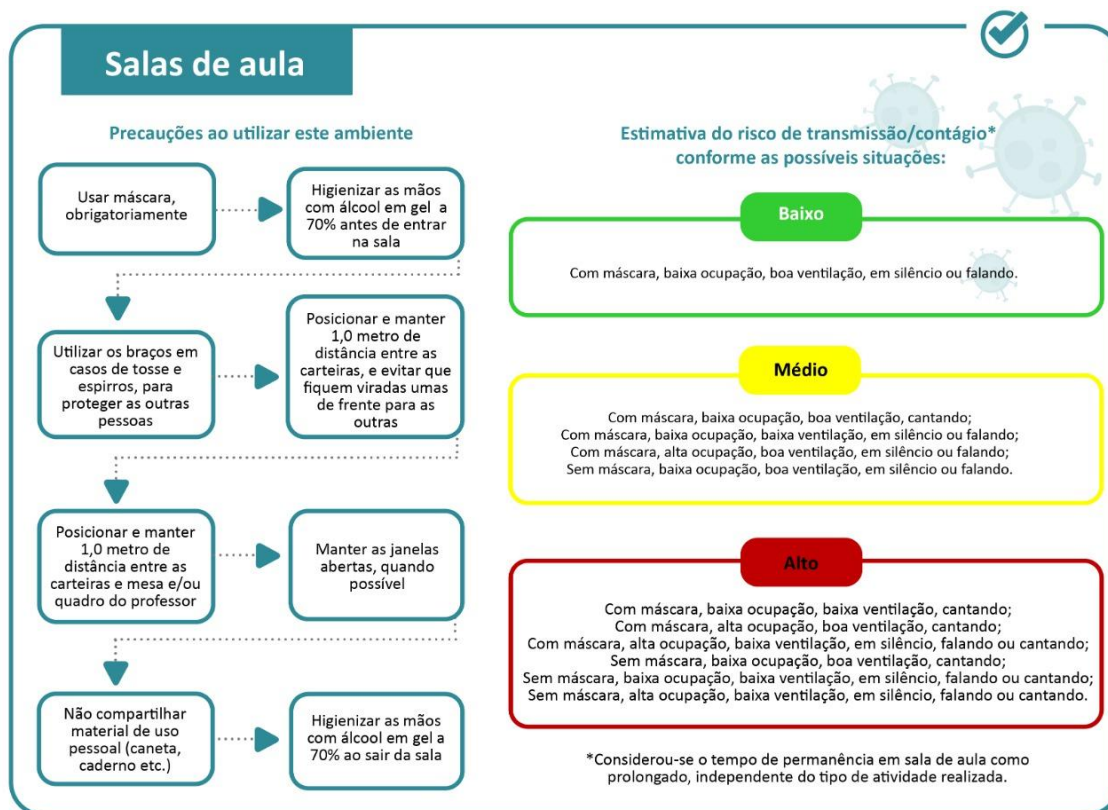 Salas de aula
Precauções ao utilizar este ambiente
Usar máscara,
obrigatoriamente
Higienizar as mãos
com álcool em gel a
70% antes de entrar
na sala
Utilizar os braços em
casos de tosse e
espirros, para
proteger as outras
pessoas
Posicionar e manter
1,0 metro de
distância entre as
carteiras, e evitar que
fiquem viradas umas
de frente para as
outras
Posicionar e manter
1,0 metro de
distância entre as
carteiras e mesa e/ou
quadro do professor
Manter as janelas
abertas, quando
possível
Não compartilhar
material de uso
pessoal (caneta,
caderno etc.)
Higienizar as mãos
com álcool em gel a
70% ao sair da sala
Estimativa do risco de transmissão/contágio*
conforme as possíveis situações:
Baixo
Com máscara, baixa ocupação, boa ventilação, em silêncio ou falando.
Médio
Com máscara, baixa ocupação, boa ventilação, cantando;
Com máscara, baixa ocupação, baixa ventilação, em silêncio ou falando;
Com máscara, alta ocupação, boa ventilação, em silêncio ou falando;
Sem máscara, baixa ocupação, boa ventilação, em silêncio ou falando.
Alto
Com máscara, baixa ocupação, baixa ventilação, cantando;
Com máscara, alta ocupação, boa ventilação, cantando;
Com máscara, alta ocupação, baixa ventilação, em silêncio, falando ou cantando;
Sem máscara, baixa ocupação, boa ventilação, cantando;
Sem máscara, baixa ocupação, baixa ventilação, em silêncio, falando ou cantando;
Sem máscara, alta ocupação, baixa ventilação, em silêncio, falando ou cantando.
*Considerou-se o tempo de permanência em sala de aula como
prolongado, independente do tipo de atividade realizada.